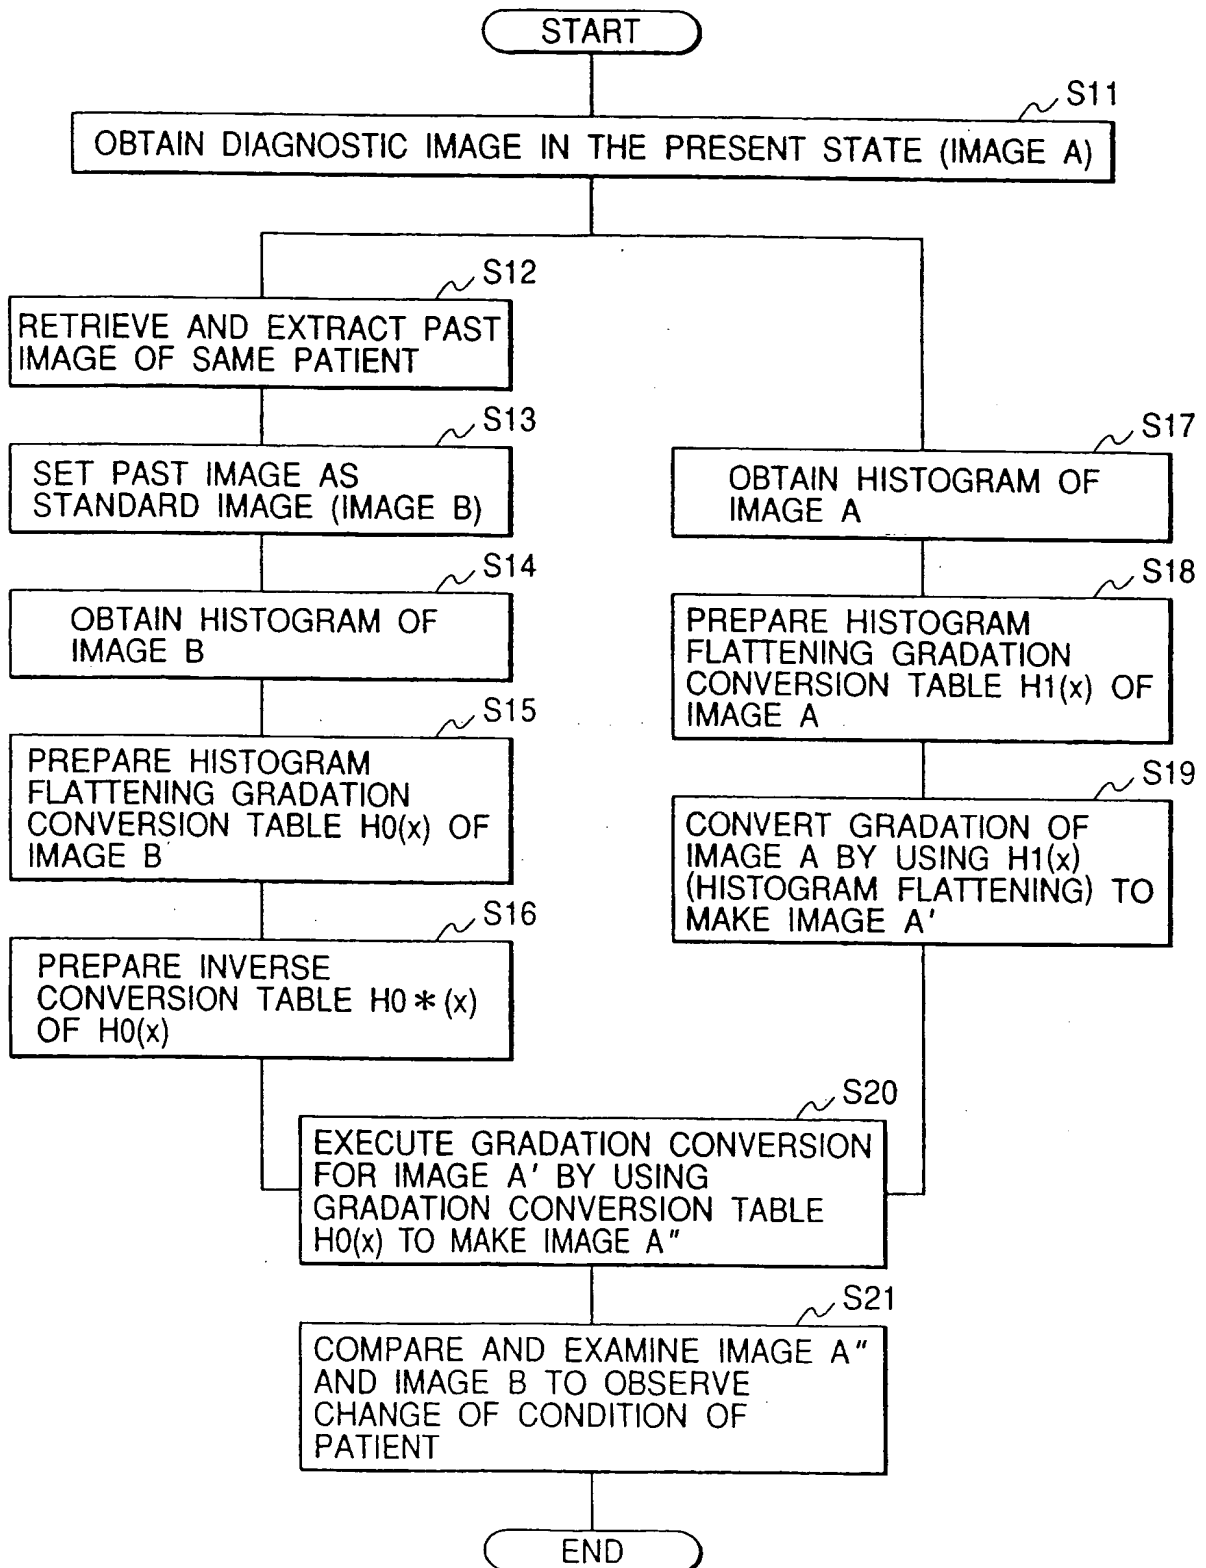 START
S11
OBTAIN DIAGNOSTIC IMAGE IN THE PRESENT STATE (IMAGE A)
S12
RETRIEVE AND EXTRACT PAST
IMAGE OF SAME PATIENT
S13
SET PAST IMAGE AS
STANDARD IMAGE (IMAGE B)
S14
OBTAIN HISTOGRAM OF
IMAGE B
S15
PREPARE HISTOGRAM
FLATTENING GRADATION
CONVERSION TABLE H0(x) OF
IMAGE B
S16
PREPARE INVERSE
CONVERSION TABLE H0*(x)
OF H0(x)
S17
OBTAIN HISTOGRAM OF
IMAGE A
S18
PREPARE HISTOGRAM
FLATTENING GRADATION
CONVERSION TABLE H1(x) OF
IMAGE A
S19
CONVERT GRADATION OF
IMAGE A BY USING H1(x)
(HISTOGRAM FLATTENING) TO
MAKE IMAGE A'
S20
EXECUTE GRADATION CONVERSION
FOR IMAGE A' BY USING
GRADATION CONVERSION TABLE
H0(x) TO MAKE IMAGE A"
S21
COMPARE AND EXAMINE IMAGE A"
AND IMAGE B TO OBSERVE
CHANGE OF CONDITION OF
PATIENT
END